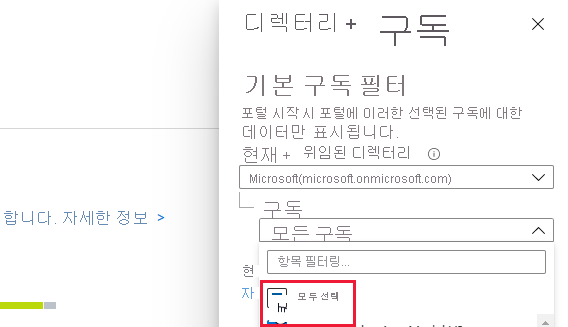 디렉터리 + 구독
기본 구독 필터
포털 시작 시 포털에 이러한 선택된 구독에 대한
데이터만 표시됩니다.
현재 + 위임된 디렉터리
Microsoft(microsoft.onmicrosoft.com)
합니다. 자세한 정보 >
구독
모든 구독
항목 필터링...
현
자
모두 선택